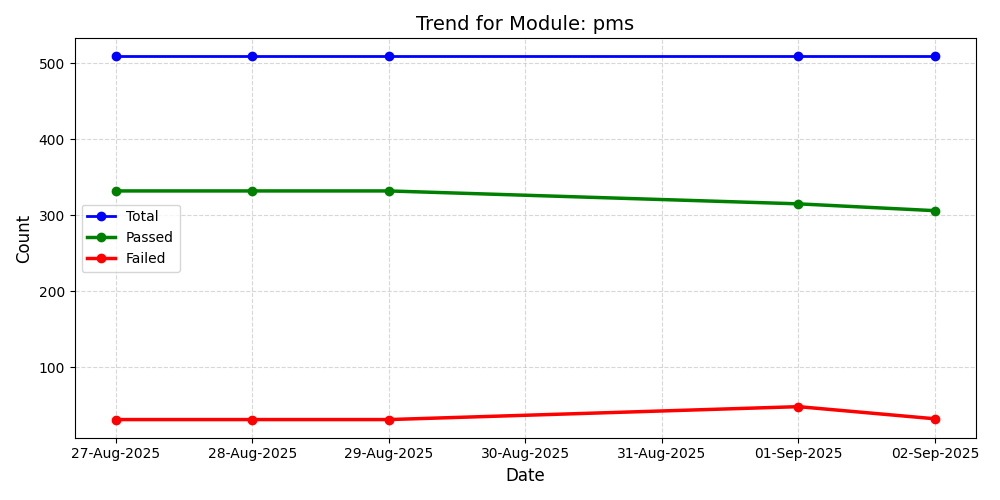 Trend for Module: pms
Count
500
400
300
200
100
Total
Passed
Failed
27-Aug-2025 28-Aug-2025 29-Aug-2025 30-Aug-2025 31-Aug-2025 01-Sep-2025 02-Sep-2025
Date